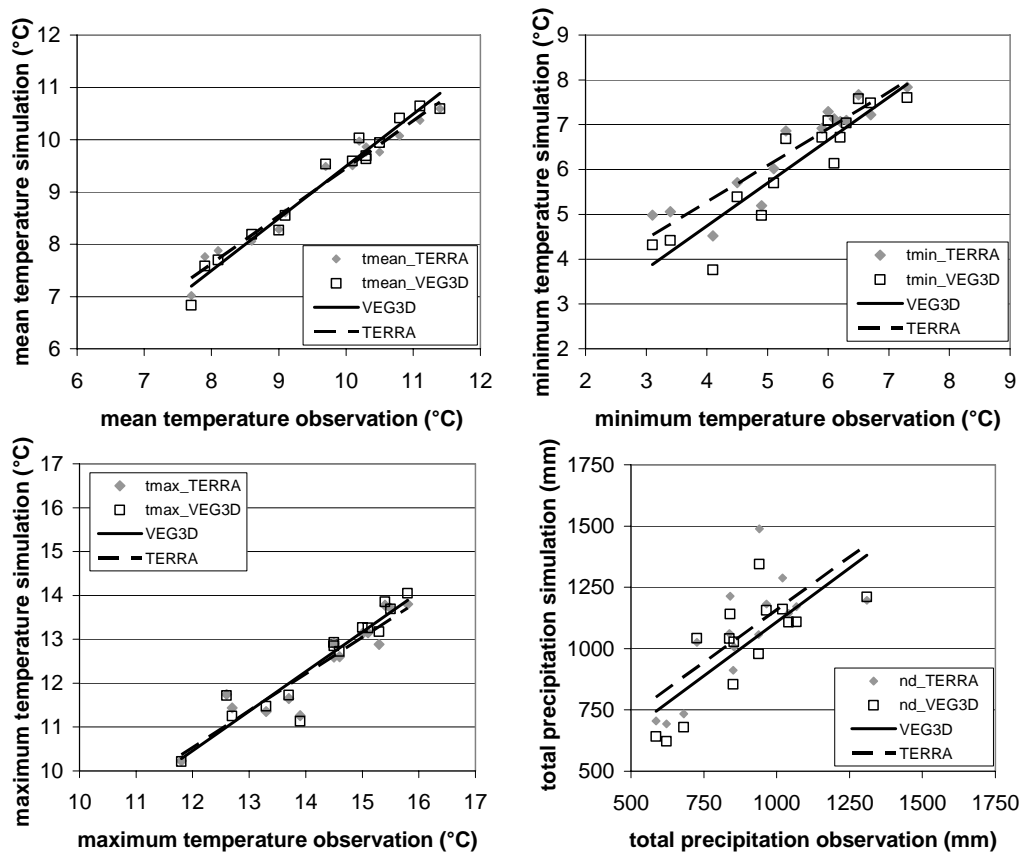 mean temperature simulation (°C)
12
11
10
9
8
7
6
6 7 8 9 10 11 12
tmean_TERRA
tmean_VEG3D
VEG3D
TERRA
mean temperature observation (°C)
minimum temperature simulation (°C)
9
8
7
6
5
4
3
2
2 3 4 5 6 7 8 9
tmin_TERRA
tmin_VEG3D
VEG3D
TERRA
minimum temperature observation (°C)
maximum temperature simulation (°C)
17
16
15
14
13
12
11
10
10 11 12 13 14 15 16 17
tmax_TERRA
tmax_VEG3D
VEG3D
TERRA
maximum temperature observation (°C)
total precipitation simulation (mm)
1750
1500
1250
1000
750
500
500 750 1000 1250 1500 1750
nd_TERRA
nd_VEG3D
VEG3D
TERRA
total precipitation observation (mm)